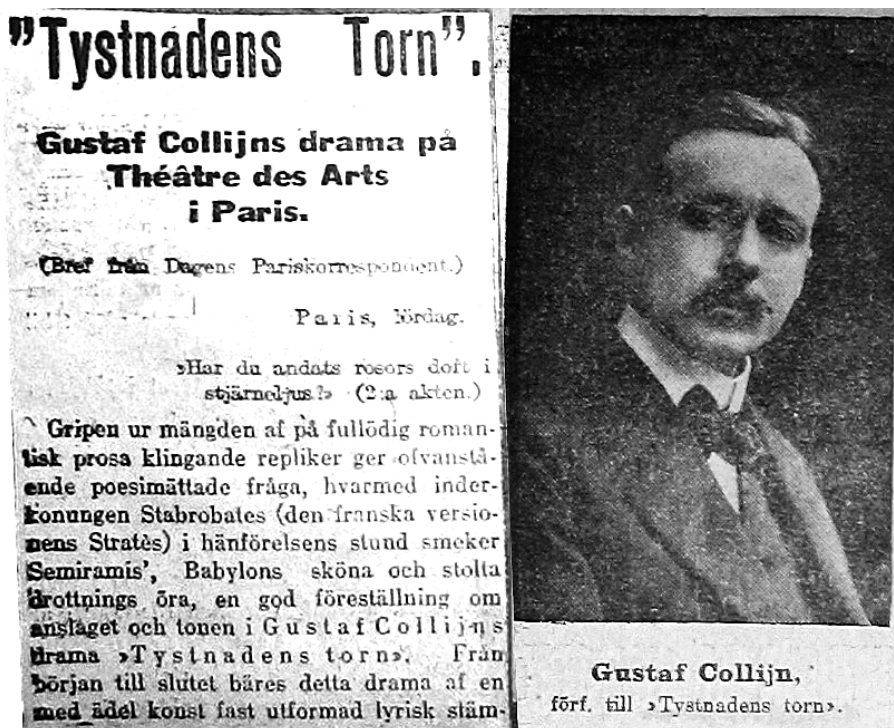 ”Tystnadens Torn”.
Gustaf Collijns drama på
Théâtre des Arts
i Paris.
(Bref från Dagens Pariskorrespondent.)
Paris, lördag.
»Har du andats rosors doft i
stjärneljus?» (2:a akten.)
Gripen ur mängden af på fullödig roman-
tisk prosa klingande repliker ger ofvanstå-
ende poesimättade fråga, hvarmed inder-
konungen Stabrobates (den franska versio-
nens Stratès) i hänförelsens stund smeker
Semiramis’, Babylons sköna och stolta
drottnings öra, en god föreställning om
anslaget och tonen i Gustaf Collijns
drama »Tystnadens torn». Från
början till slutet bäres detta drama af en
med ädel konst fast utformad lyrisk stäm-
Gustaf Collijn,
förf. till »Tystnadens torn».